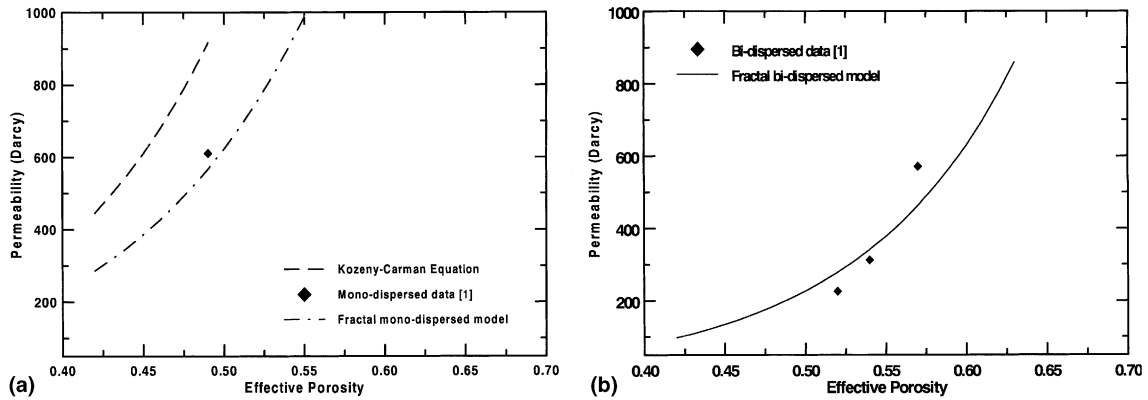 1000
800
600
400
200
Permeability (Darcy)
Kozeny-Carman Equation
Mono-dispersed data [1]
Fractal mono-dispersed model
0.40 0.45 0.50 0.55 0.60 0.65 0.70
Effective Porosity
(a)
1000
800
600
400
200
Permeability (Darcy)
Bi-dispersed data [1]
Fractal bi-dispersed model
0.40 0.45 0.50 0.55 0.60 0.65 0.70
Effective Porosity
(b)